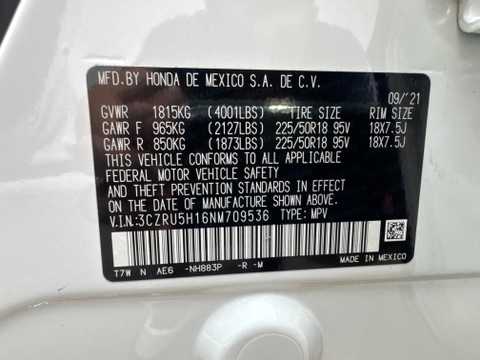 MFD.BY HONDA DE MEXICO S.A. DE C.V.
09/'21
GVWR 1815KG (4001LBS) TIRE SIZE RIM SIZE
GAWR F 965KG (2127LBS) 225/50R18 95V 18X7.5J
GAWR R 850KG (1873LBS) 225/50R18 95V 18X7.5J
THIS VEHICLE CONFORMS TO ALL APPLICABLE
FEDERAL MOTOR VEHICLE SAFETY
AND THEFT PREVENTION STANDARDS IN EFFECT
ON THE DATE OF MANUFACTURE SHOWN ABOVE.
V.I.N.:3CZRU5H16NM709536 TYPE: MPV
T7W N AE6 -NH883P -R -M
MADE IN MEXICO